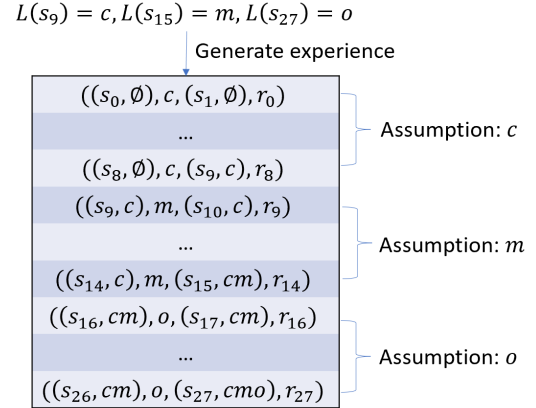 L(s₉) = c, L(s₁₅) = m, L(s₂₇) = o
Generate experience
((s₀, ∅), c, (s₁, ∅), r₀)
...
Assumption: c
((s₈, ∅), c, (s₉, c), r₈)
((s₉, c), m, (s₁₀, c), r₉)
...
Assumption: m
((s₁₄, c), m, (s₁₅, cm), r₁₄)
((s₁₆, cm), o, (s₁₇, cm), r₁₆)
...
Assumption: o
((s₂₆, cm), o, (s₂₇, cmo), r₂₇)